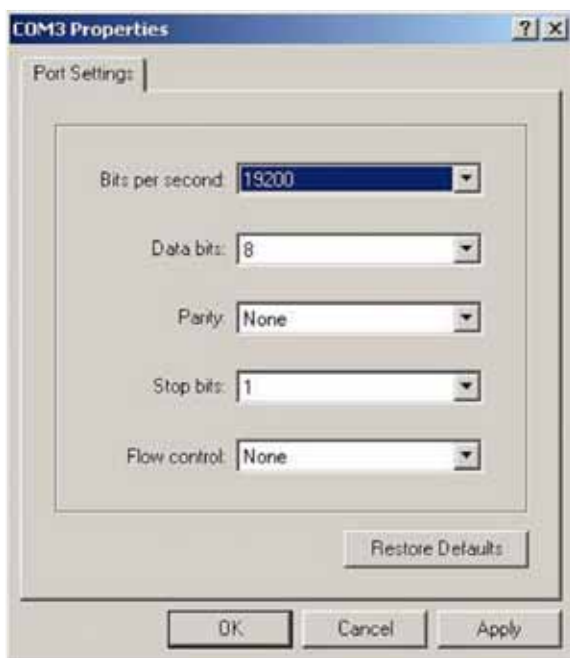 COM3 Properties
Port Settings
Bits per second: 19200
Data bits: 8
Parity: None
Stop bits: 1
Flow control: None
Restore Defaults
OK Cancel Apply